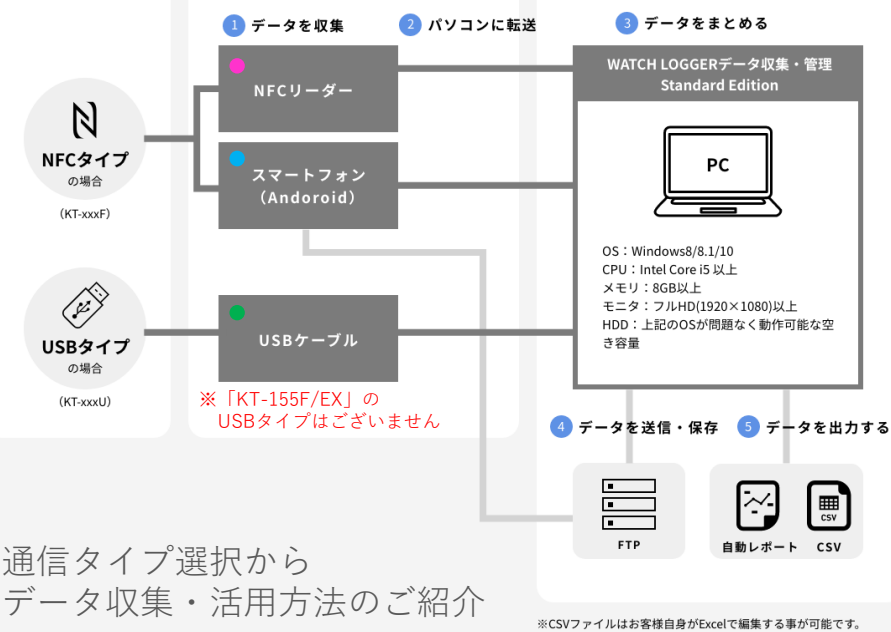 1 データを収集
2 パソコンに転送
3 データをまとめる
NFCタイプ
の場合
(KT-xxxF)
NFCリーダー
スマートフォン
（Andoroid）
WATCH LOGGERデータ収集・管理
Standard Edition
PC
OS：Windows8/8.1/10
CPU：Intel Core i5 以上
メモリ：8GB以上
モニタ：フルHD(1920×1080)以上
HDD：上記のOSが問題なく動作可能な空
き容量
USBタイプ
の場合
(KT-xxxU)
USBケーブル
※「KT-155F/EX」の
USBタイプはございません
4 データを送信・保存
5 データを出力する
FTP
自動レポート
CSV
CSV
通信タイプ選択から
データ収集・活用方法のご紹介
※CSVファイルはお客様自身がExcelで編集する事が可能です。